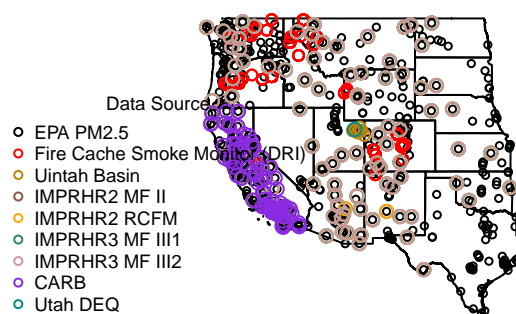 Data Source
EPA PM2.5
Fire Cache Smoke Monitor (DRI)
Uintah Basin
IMPRHR2 MF II
IMPRHR2 RCFM
IMPRHR3 MF III1
IMPRHR3 MF III2
CARB
Utah DEQ